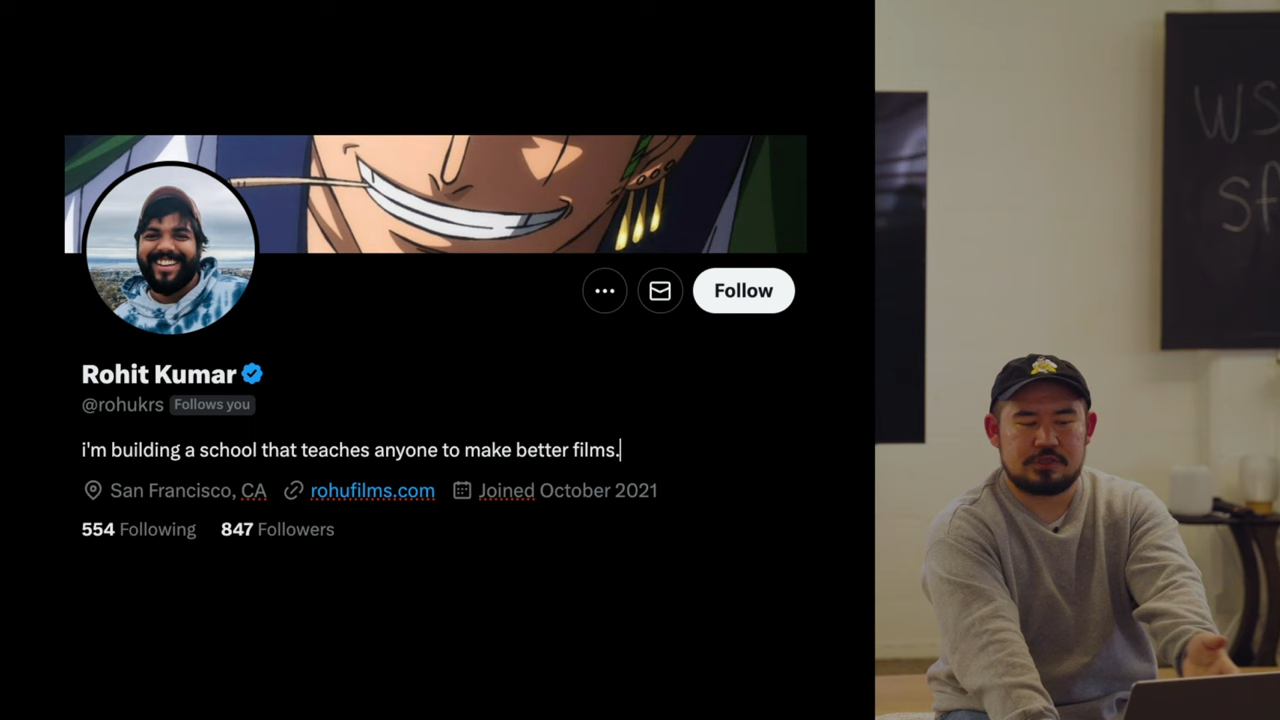 Follow
Rohit Kumar
@rohukrs Follows you
i'm building a school that teaches anyone to make better films.
San Francisco, CA rohufilms.com Joined October 2021
554 Following 847 Followers